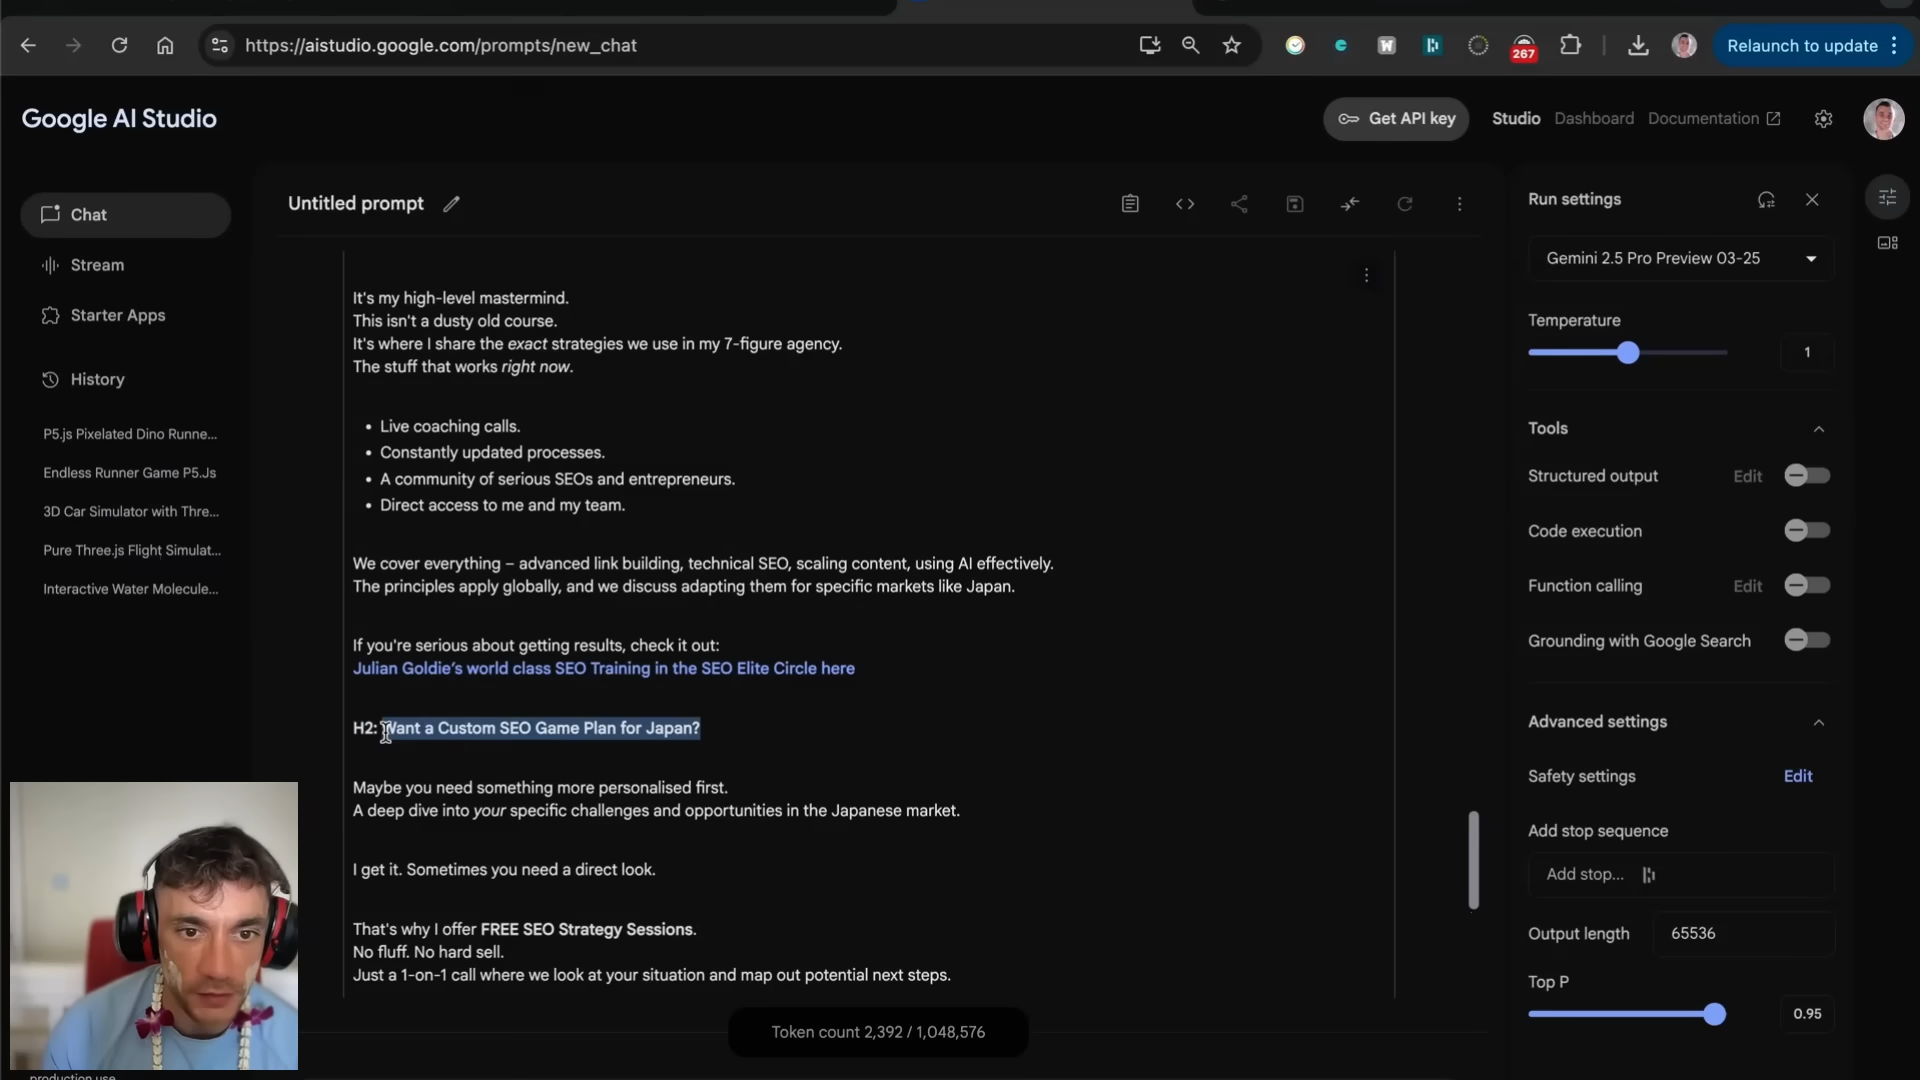 https://aistudio.google.com/prompts/new_chat
W
267
Relaunch to update
Google AI Studio
Get API key
Studio
Dashboard
Documentation
Chat
Stream
Starter Apps
History
P5.js Pixelated Dino Runne...
Endless Runner Game P5.Js
3D Car Simulator with Thre...
Pure Three.js Flight Simulat...
Interactive Water Molecule...
Untitled prompt
It's my high-level mastermind.
This isn't a dusty old course.
It's where I share the exact strategies we use in my 7-figure agency.
The stuff that works right now.
• Live coaching calls.
• Constantly updated processes.
• A community of serious SEOs and entrepreneurs.
• Direct access to me and my team.
We cover everything – advanced link building, technical SEO, scaling content, using AI effectively.
The principles apply globally, and we discuss adapting them for specific markets like Japan.
If you're serious about getting results, check it out:
Julian Goldie’s world class SEO Training in the SEO Elite Circle here
H2: Want a Custom SEO Game Plan for Japan?
Maybe you need something more personalised first.
A deep dive into your specific challenges and opportunities in the Japanese market.
I get it. Sometimes you need a direct look.
That's why I offer FREE SEO Strategy Sessions.
No fluff. No hard sell.
Just a 1-on-1 call where we look at your situation and map out potential next steps.
Token count 2,392 / 1,048,576
Run settings
Gemini 2.5 Pro Preview 03-25
Temperature
1
Tools
Structured output
Edit
Code execution
Function calling
Edit
Grounding with Google Search
Advanced settings
Safety settings
Edit
Add stop sequence
Add stop...
Output length
65536
Top P
0.95
production use